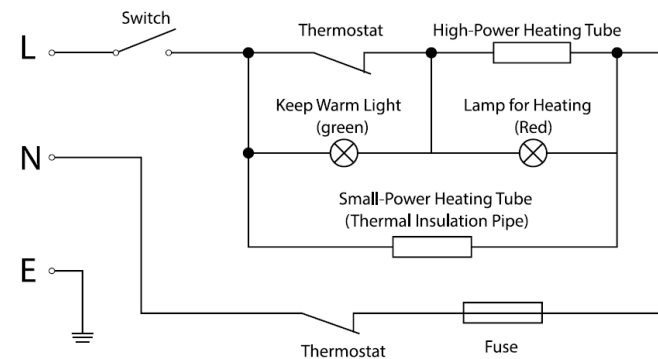 Switch
L
Thermostat
High-Power Heating Tube
Keep Warm Light
(green)
Lamp for Heating
(Red)
N
Small-Power Heating Tube
(Thermal Insulation Pipe)
E
Thermostat
Fuse